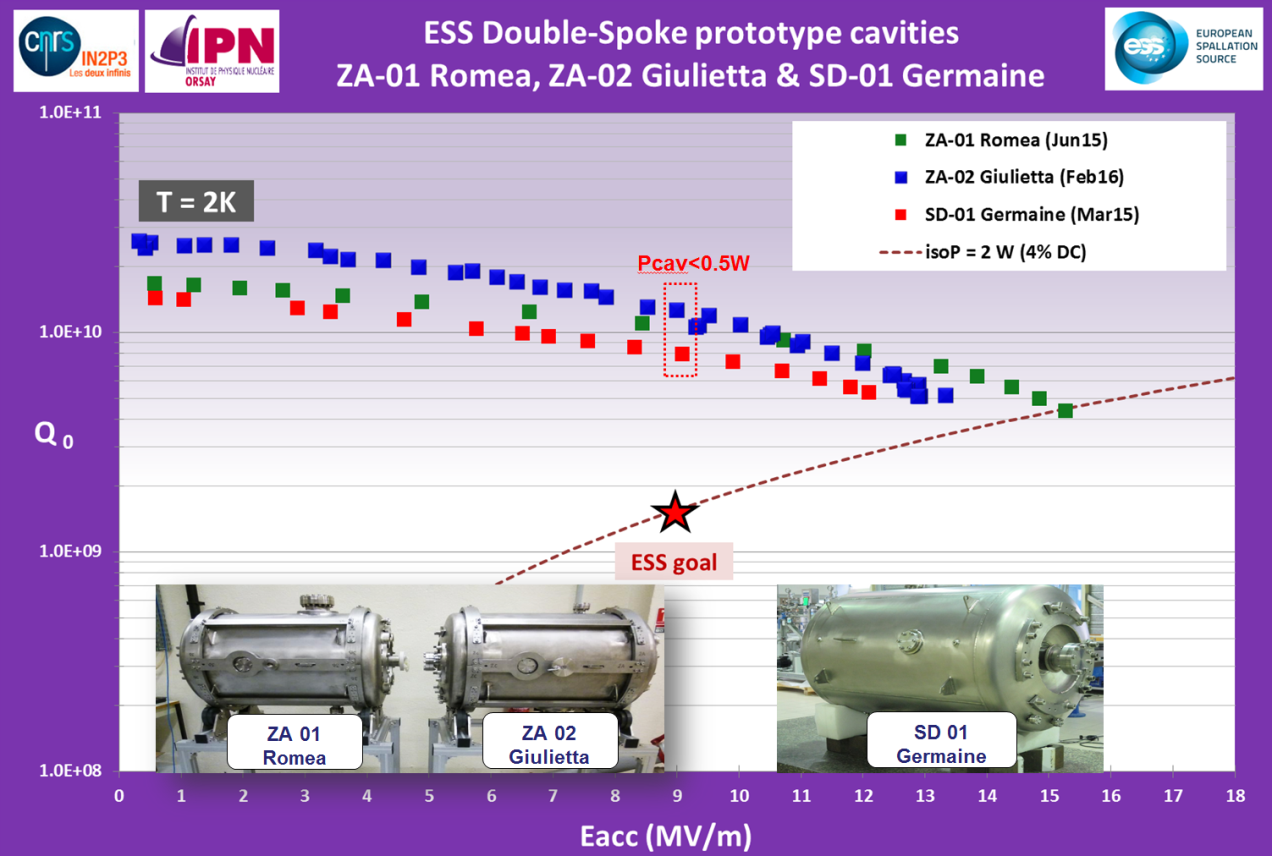 cnrs
IN2P3
Les deux infinis
IPN
INSTITUT DE PHYSIQUE NUCLÉAIRE
ORSAY
ESS Double-Spoke prototype cavities
ZA-01 Romea, ZA-02 Giulietta & SD-01 Germaine
ess
EUROPEAN
SPALLATION
SOURCE
1.0E+11
1.0E+10
1.0E+09
1.0E+08
Q0
T = 2K
ZA-01 Romea (Jun15)
ZA-02 Giulietta (Feb16)
SD-01 Germaine (Mar15)
isoP = 2 W (4% DC)
Pcav<0.5W
ESS goal
ZA 01
Romea
ZA 02
Giulietta
SD 01
Germaine
0 1 2 3 4 5 6 7 8 9 10 11 12 13 14 15 16 17 18
Eacc (MV/m)